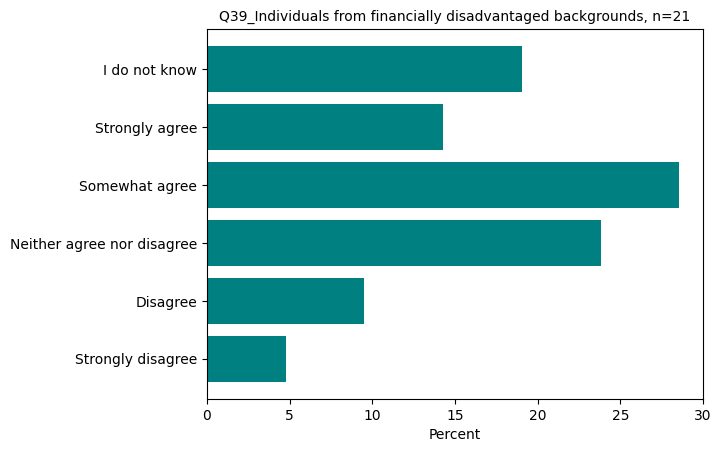 Q39_Individuals from financially disadvantaged backgrounds, n=21
I do not know
Strongly agree
Somewhat agree
Neither agree nor disagree
Disagree
Strongly disagree
0 5 10 15 20 25 30
Percent